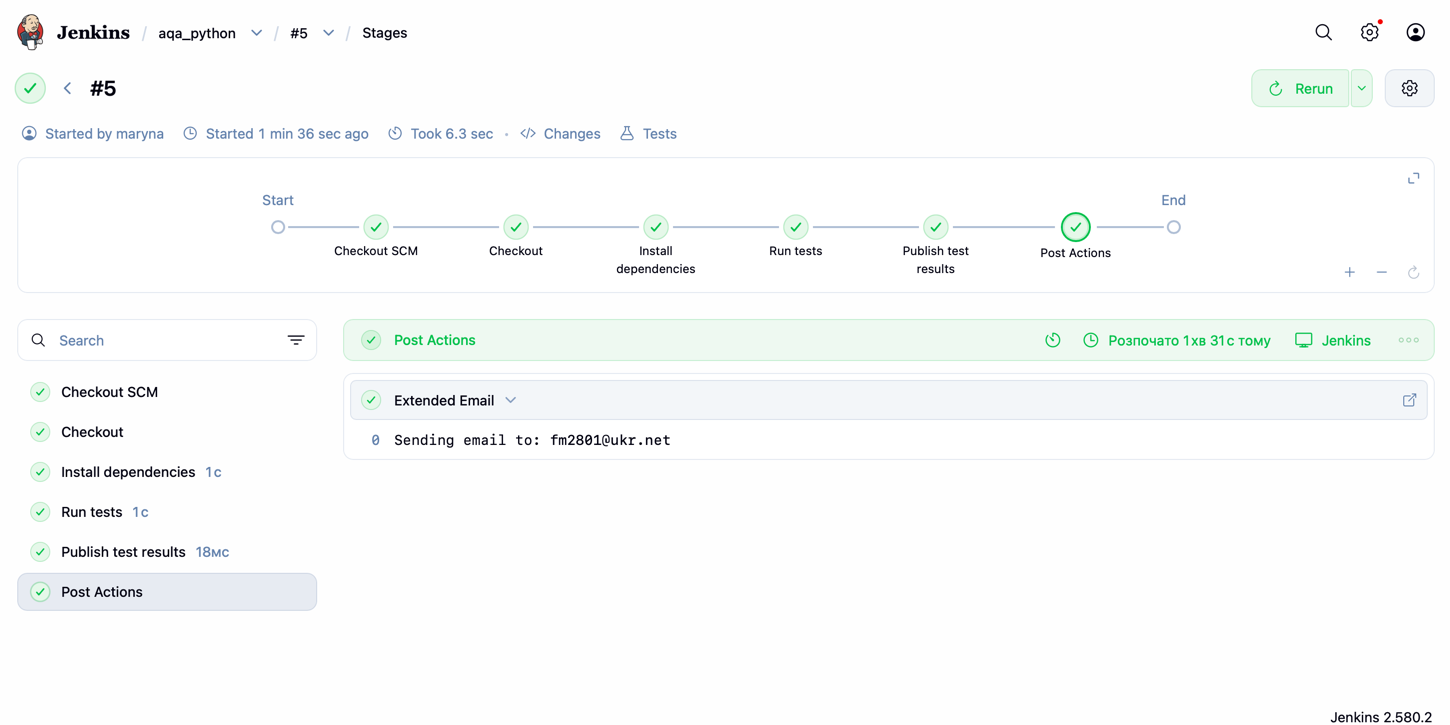 Jenkins / aqa_python / #5 / Stages
#5
Rerun
Started by maryna Started 1 min 36 sec ago Took 6.3 sec · Changes Tests
Start
End
Checkout SCM
Checkout
Install dependencies
Run tests
Publish test results
Post Actions
Search
Checkout SCM
Checkout
Install dependencies 1с
Run tests 1с
Publish test results 18мс
Post Actions
Post Actions
Розпочато 1хв 31с тому
Jenkins
Extended Email
0 Sending email to: fm2801@ukr.net
Jenkins 2.580.2